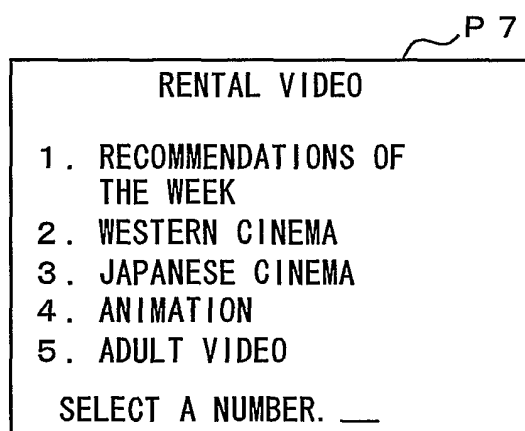 P 7
RENTAL VIDEO
1. RECOMMENDATIONS OF
THE WEEK
2. WESTERN CINEMA
3. JAPANESE CINEMA
4. ANIMATION
5. ADULT VIDEO
SELECT A NUMBER. __